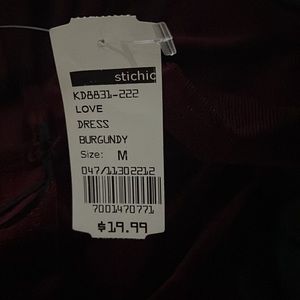 stichic
KD8831-222
LOVE
DRESS
BURGUNDY
Size: M
047/11302212
7001470771
$19.99